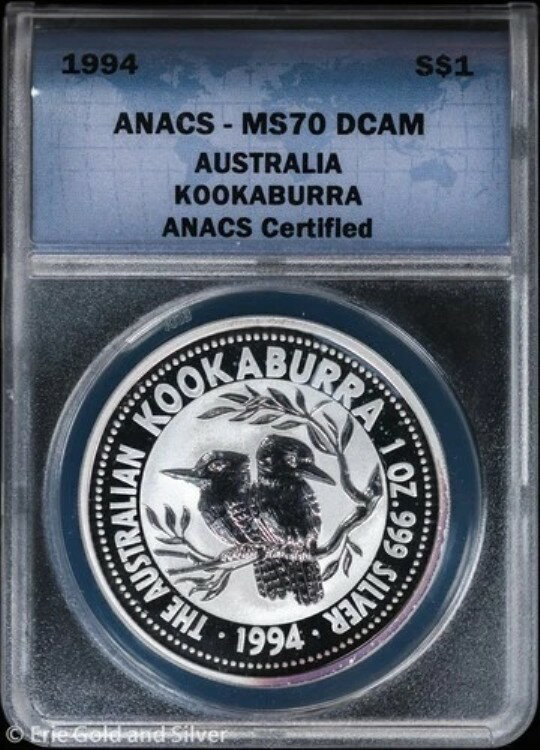 1994 S$1
ANACS - MS70 DCAM
AUSTRALIA
KOOKABURRA
ANACS Certified
THE AUSTRALIAN KOOKABURRA 1 OZ. 999 SILVER
· 1994 ·
© Erie Gold and Silver